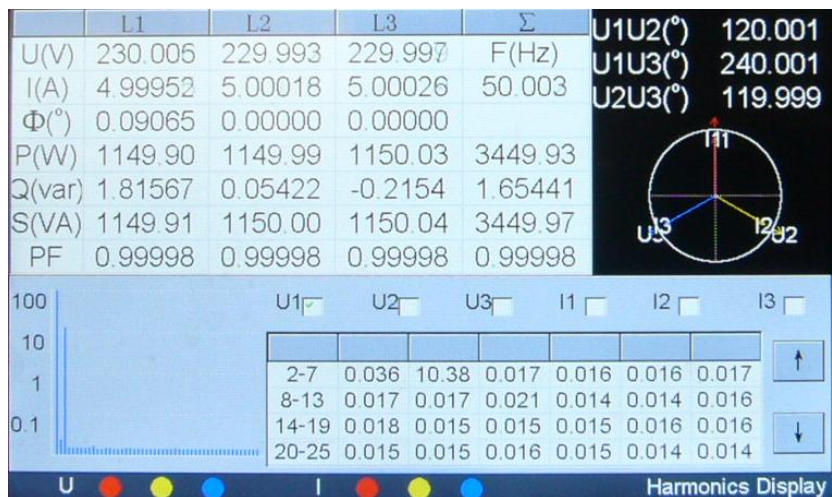 L1 L2 L3 Σ
U(V) 230.005 229.993 229.997 F(Hz)
I(A) 4.99952 5.00018 5.00026 50.003
Φ(°) 0.09065 0.00000 0.00000
P(W) 1149.90 1149.99 1150.03 3449.93
Q(var) 1.81567 0.05422 -0.2154 1.65441
S(VA) 1149.91 1150.00 1150.04 3449.97
PF 0.99998 0.99998 0.99998 0.99998
U1U2(°) 120.001
U1U3(°) 240.001
U2U3(°) 119.999
I3
I2
U2
100
10
1
0.1
U1 U2 U3 I1 I2 I3
2-7 0.036 10.38 0.017 0.016 0.016 0.017
8-13 0.017 0.017 0.021 0.014 0.014 0.016
14-19 0.018 0.015 0.015 0.015 0.016 0.016
20-25 0.015 0.015 0.016 0.015 0.014 0.014
U I Harmonics Display